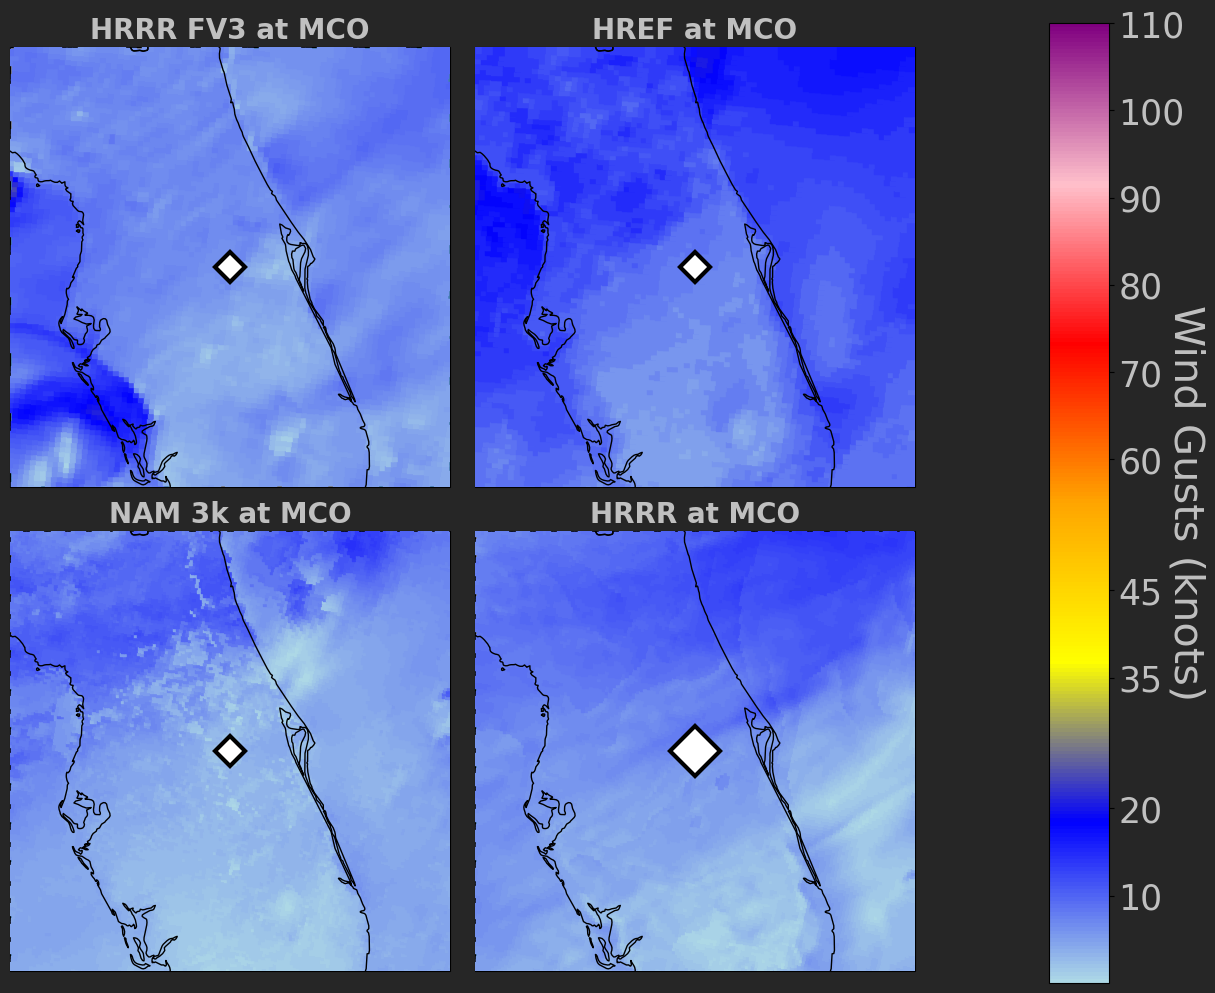 HRRR FV3 at MCO
HREF at MCO
NAM 3k at MCO
HRRR at MCO
110
100
90
80
70
60
45
35
20
10
Wind Gusts (knots)